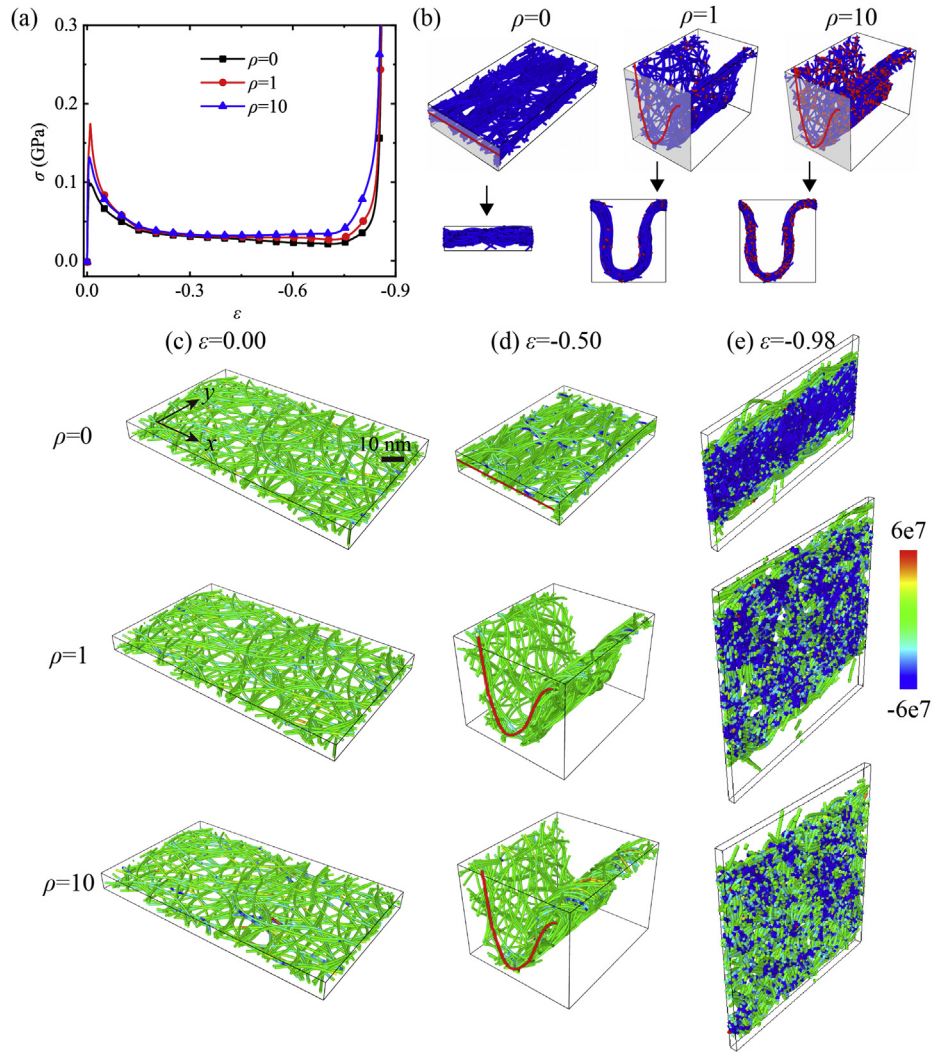 (a)
0.3
0.2
0.1
0.0
σ (GPa)
0.0
-0.3
-0.6
-0.9
ε
ρ=0
ρ=1
ρ=10
(b)
ρ=0
ρ=1
ρ=10
(c) ε=0.00
(d) ε=-0.50
(e) ε=-0.98
ρ=0
y
x
10 nm
ρ=1
6e7
-6e7
ρ=10